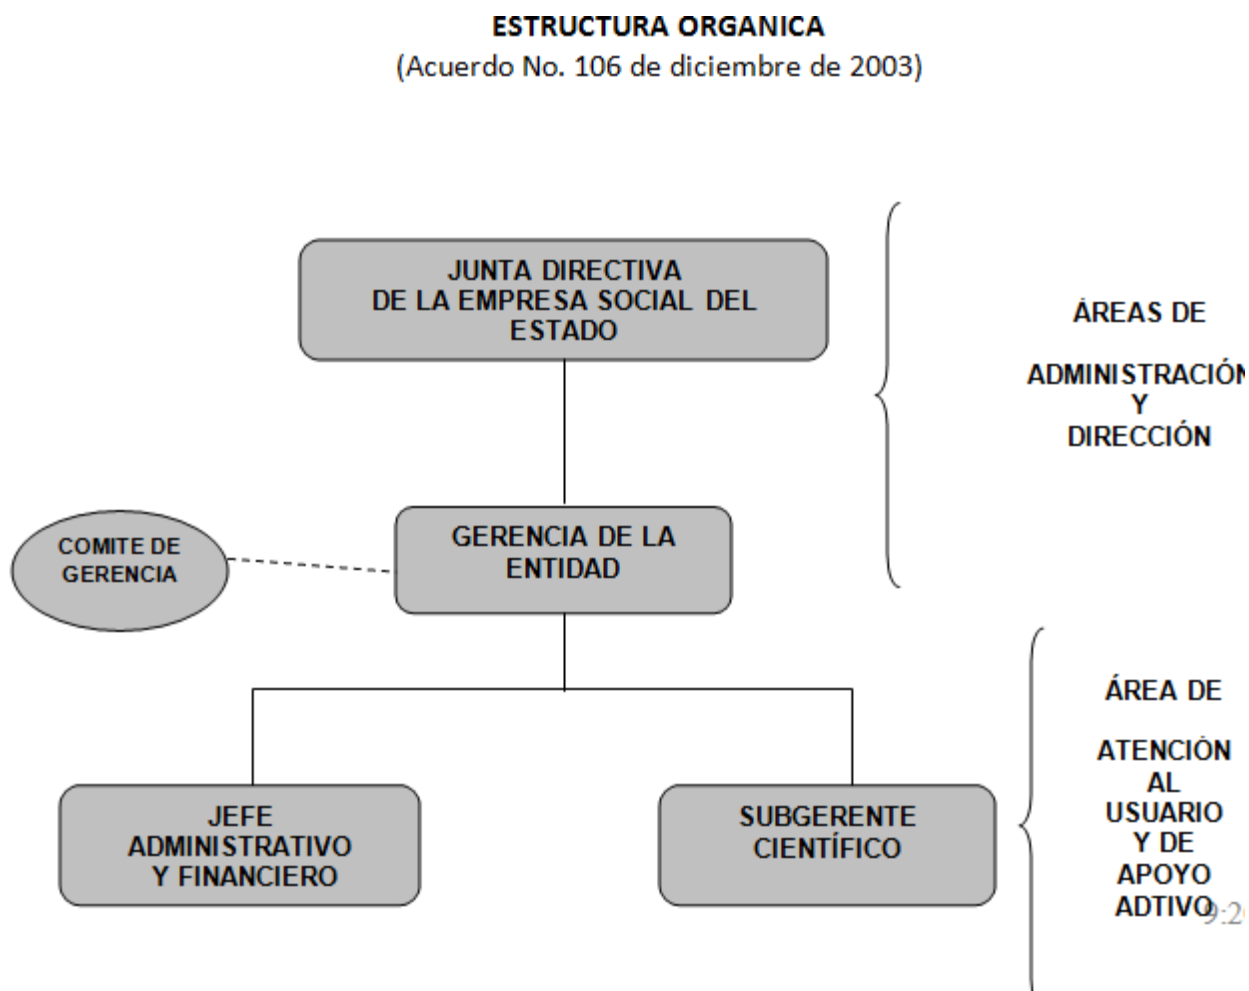 ESTRUCTURA ORGANICA
(Acuerdo No. 106 de diciembre de 2003)
JUNTA DIRECTIVA
DE LA EMPRESA SOCIAL DEL
ESTADO
ÁREAS DE
ADMINISTRACIÓN
Y
DIRECCIÓN
COMITE DE
GERENCIA
GERENCIA DE LA
ENTIDAD
ÁREA DE
ATENCIÓN
AL
USUARIO
Y DE
APOYO
ADTIVO
JEFE
ADMINISTRATIVO
Y FINANCIERO
SUBGERENTE
CIENTÍFICO